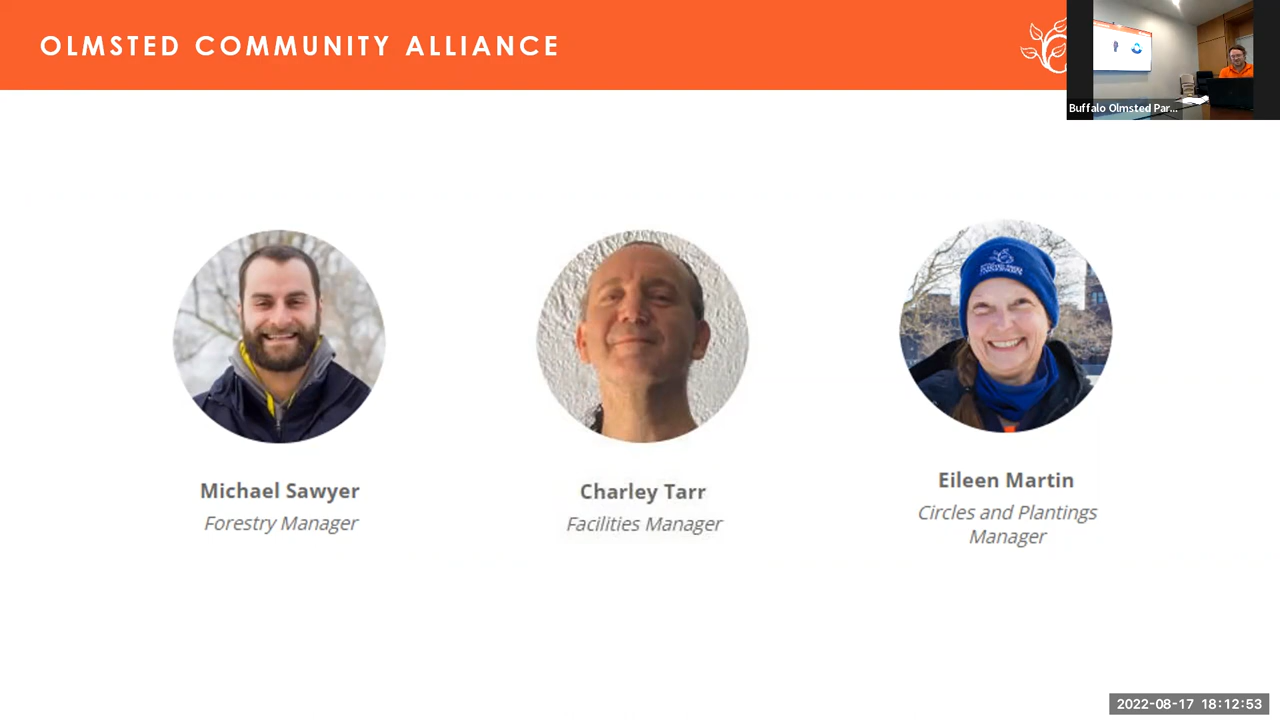 OLMSTED COMMUNITY ALLIANCE
Buffalo Olmsted Par...
Michael Sawyer
Forestry Manager
Charley Tarr
Facilities Manager
Eileen Martin
Circles and Plantings
Manager
2022-08-17 18:12:53